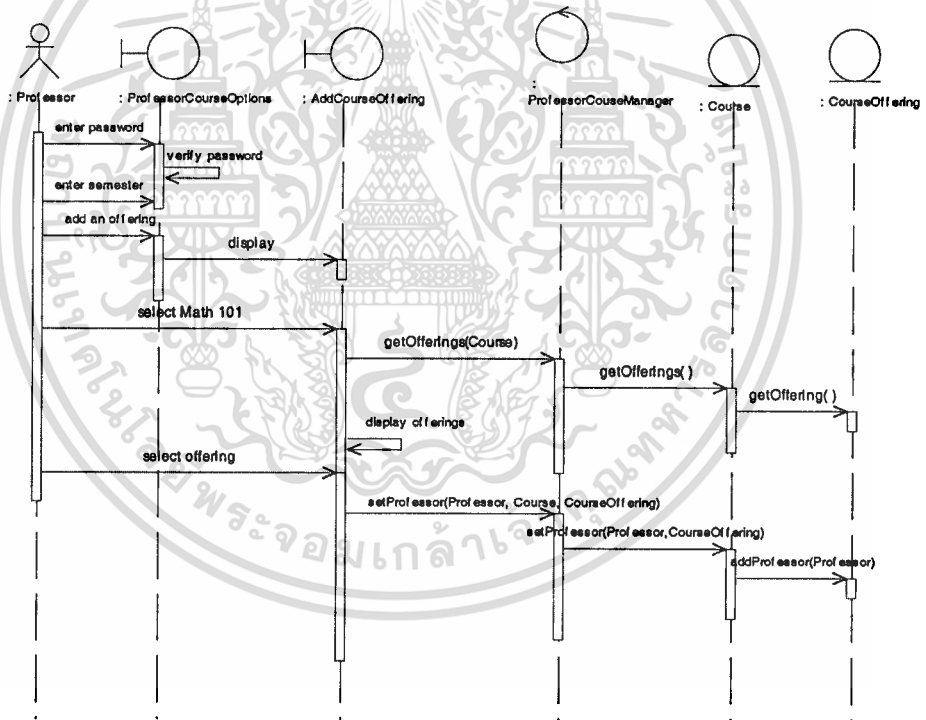 : Professor
: ProfessorCourseOptions
: AddCourseOffering
:
ProfessorCouseManager
: Course
: CourseOffering
enter password
verify password
enter semester
add an offering
display
select Math 101
getOfferings(Course)
getOfferings( )
getOffering( )
display offerings
select offering
setProfessor(Professor, Course, CourseOffering)
setProfessor(Professor,CourseOffering)
addProfessor(Professor)